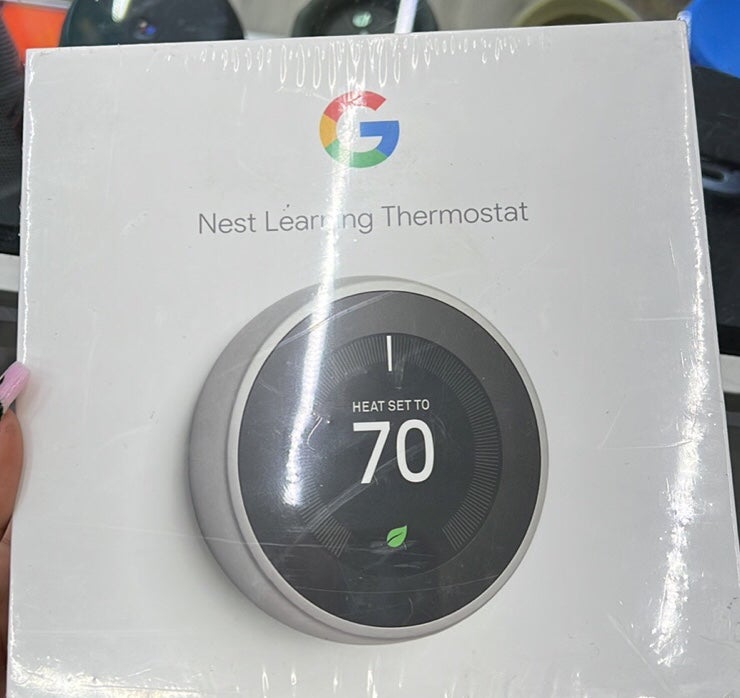 G
Nest Learning Thermostat
HEAT SET TO
70